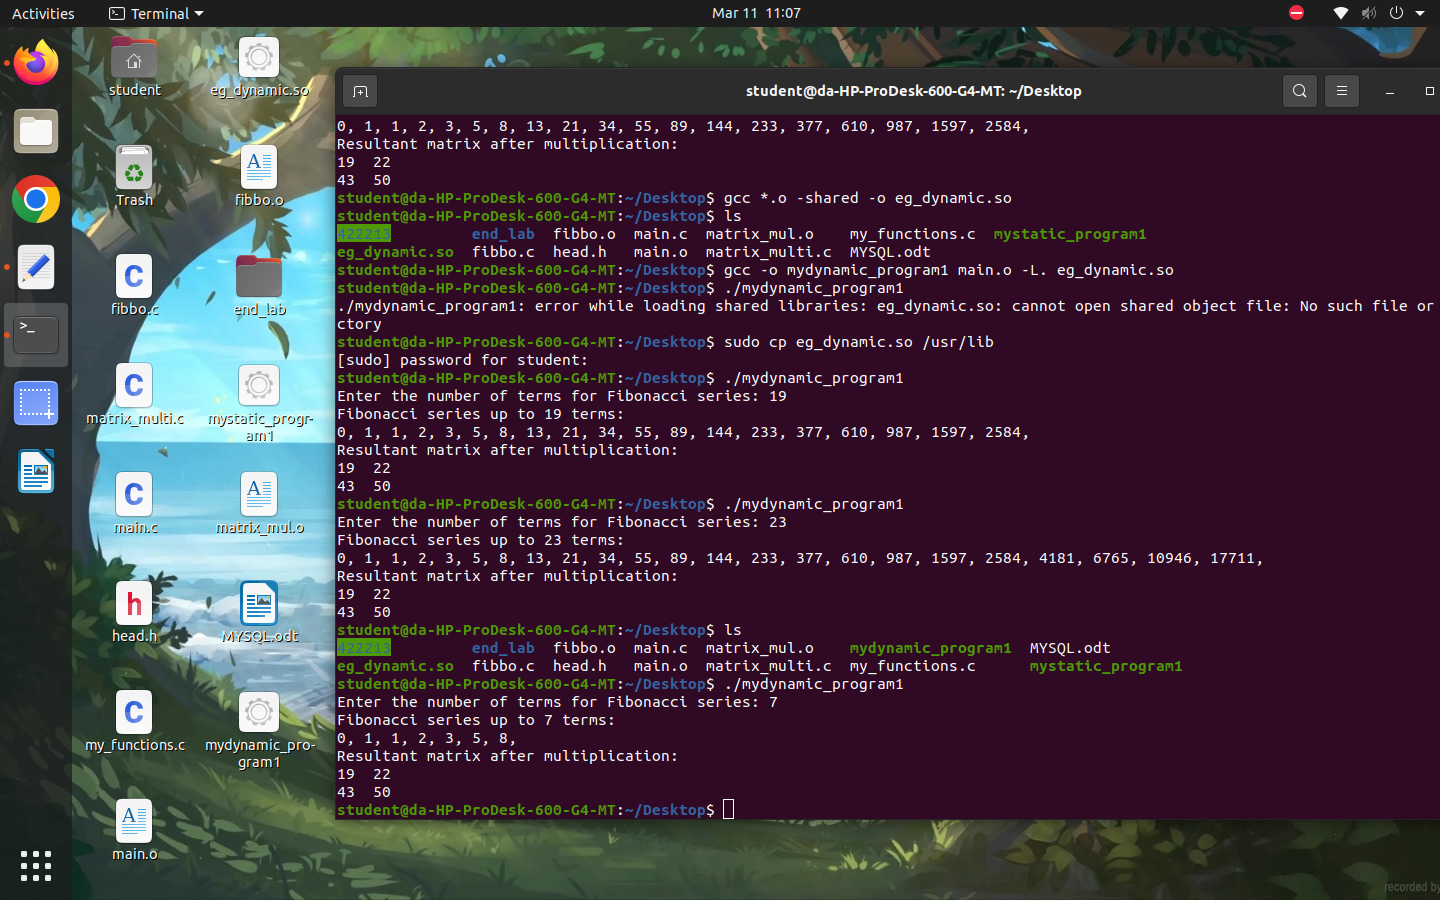 Activities
Terminal
Mar 11 11:07
student
eg_dynamic.so
Trash
fibbo.o
fibbo.c
end_lab
matrix_multi.c
mystatic_progr-
am1
main.c
matrix_mul.o
head.h
MYSQL.odt
my_functions.c
mydynamic_pro-
gram1
main.o
student@da-HP-ProDesk-600-G4-MT: ~/Desktop
0, 1, 1, 2, 3, 5, 8, 13, 21, 34, 55, 89, 144, 233, 377, 610, 987, 1597, 2584,
Resultant matrix after multiplication:
19 22
43 50
student@da-HP-ProDesk-600-G4-MT:~/Desktop$ gcc *.o -shared -o eg_dynamic.so
student@da-HP-ProDesk-600-G4-MT:~/Desktop$ ls
422213 end_lab fibbo.o main.c matrix_mul.o my_functions.c mystatic_program1
eg_dynamic.so fibbo.c head.h main.o matrix_multi.c MYSQL.odt
student@da-HP-ProDesk-600-G4-MT:~/Desktop$ gcc -o mydynamic_program1 main.o -L. eg_dynamic.so
student@da-HP-ProDesk-600-G4-MT:~/Desktop$ ./mydynamic_program1
./mydynamic_program1: error while loading shared libraries: eg_dynamic.so: cannot open shared object file: No such file or
ctory
student@da-HP-ProDesk-600-G4-MT:~/Desktop$ sudo cp eg_dynamic.so /usr/lib
[sudo] password for student:
student@da-HP-ProDesk-600-G4-MT:~/Desktop$ ./mydynamic_program1
Enter the number of terms for Fibonacci series: 19
Fibonacci series up to 19 terms:
0, 1, 1, 2, 3, 5, 8, 13, 21, 34, 55, 89, 144, 233, 377, 610, 987, 1597, 2584,
Resultant matrix after multiplication:
19 22
43 50
student@da-HP-ProDesk-600-G4-MT:~/Desktop$ ./mydynamic_program1
Enter the number of terms for Fibonacci series: 23
Fibonacci series up to 23 terms:
0, 1, 1, 2, 3, 5, 8, 13, 21, 34, 55, 89, 144, 233, 377, 610, 987, 1597, 2584, 4181, 6765, 10946, 17711,
Resultant matrix after multiplication:
19 22
43 50
student@da-HP-ProDesk-600-G4-MT:~/Desktop$ ls
422213 end_lab fibbo.o main.c matrix_mul.o mydynamic_program1 MYSQL.odt
eg_dynamic.so fibbo.c head.h main.o matrix_multi.c my_functions.c mystatic_program1
student@da-HP-ProDesk-600-G4-MT:~/Desktop$ ./mydynamic_program1
Enter the number of terms for Fibonacci series: 7
Fibonacci series up to 7 terms:
0, 1, 1, 2, 3, 5, 8,
Resultant matrix after multiplication:
19 22
43 50
student@da-HP-ProDesk-600-G4-MT:~/Desktop$
recorded by